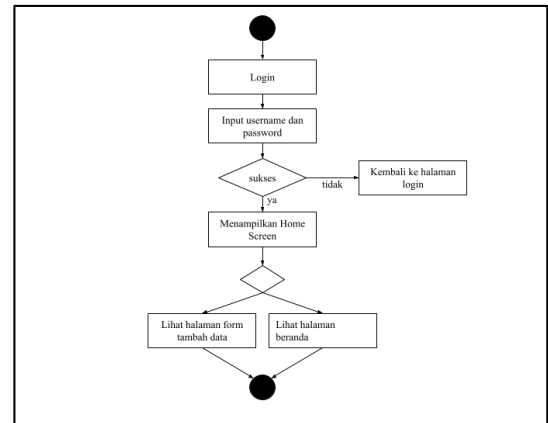 Login
Input username dan
password
sukses
tidak
Kembali ke halaman
login
ya
Menampilkan Home
Screen
Lihat halaman form
tambah data
Lihat halaman
beranda